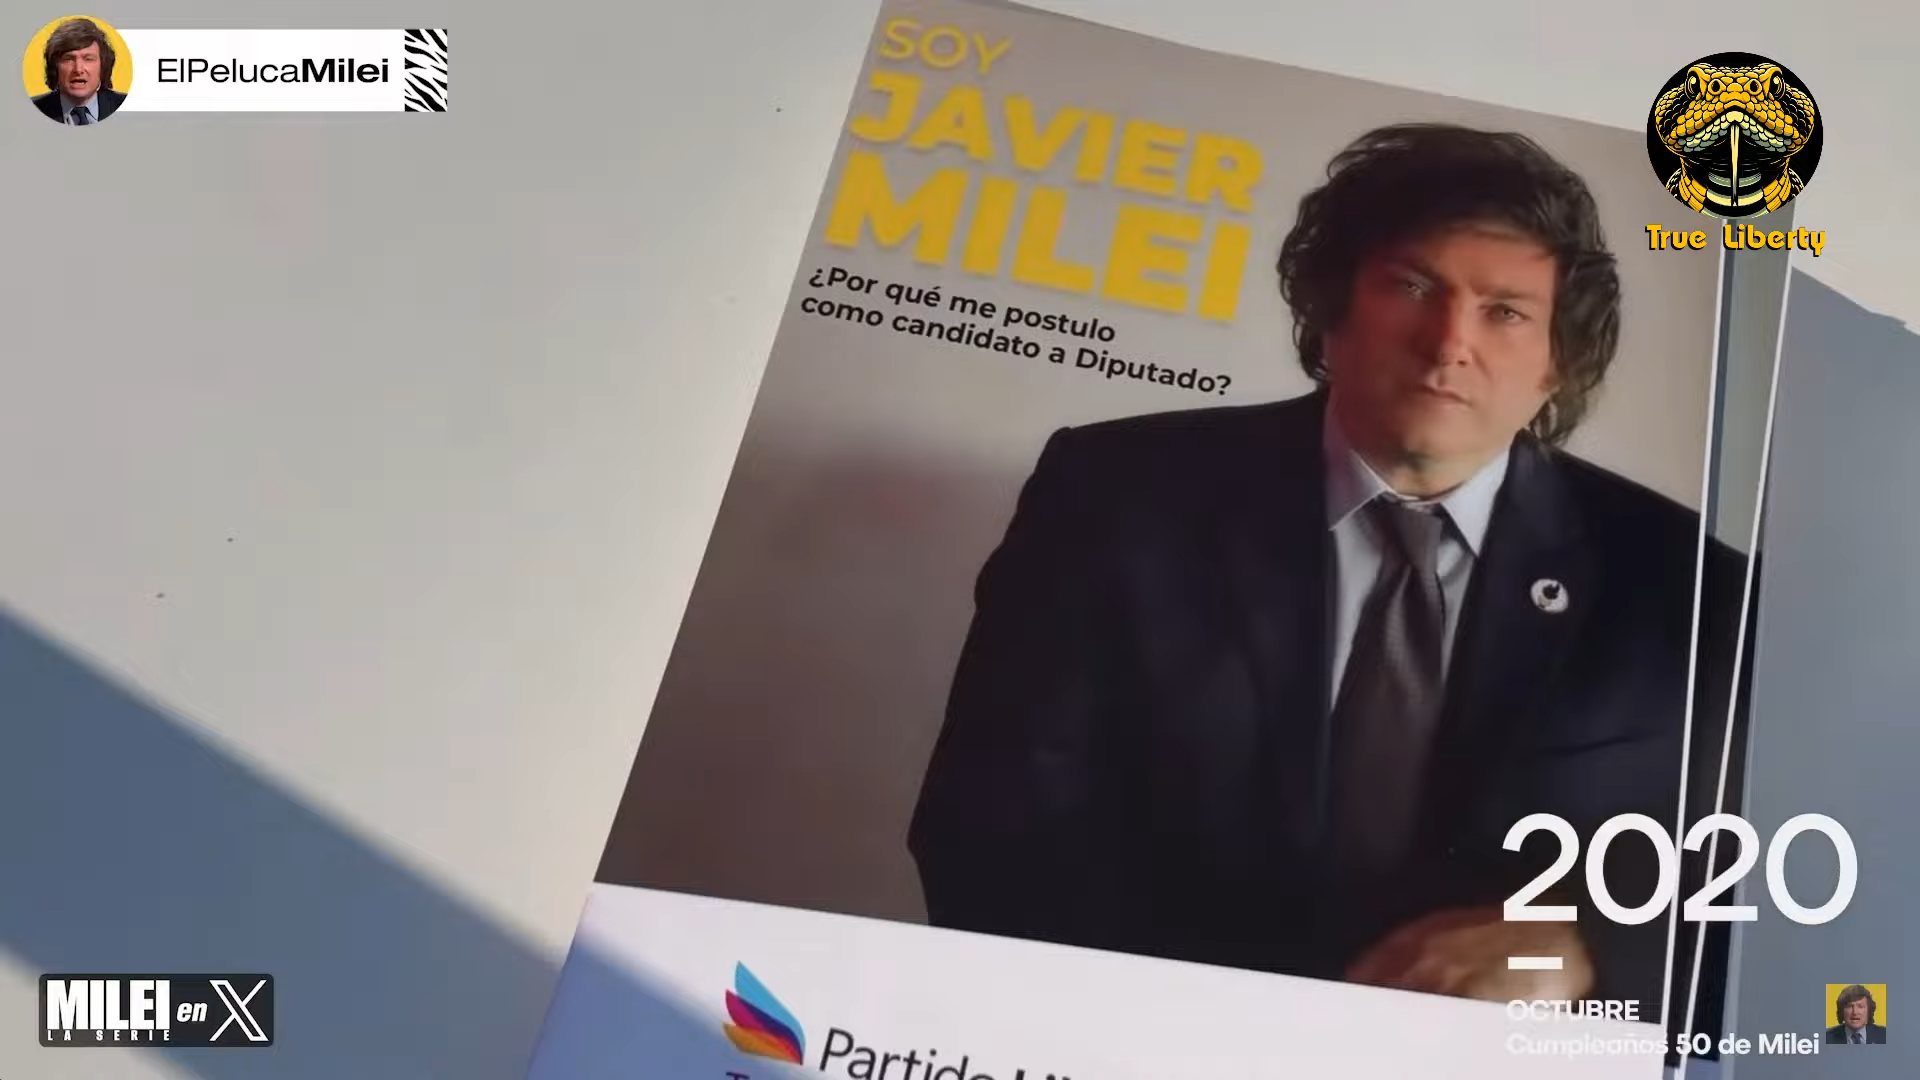 ElPelucaMilei
SOY
JAVIER
MILEI
¿Por qué me postulo
como candidato a Diputado?
True Liberty
2020
OCTUBRE
Cumpleaños 50 de Milei
MILEI en X
LA SERIE
Partido